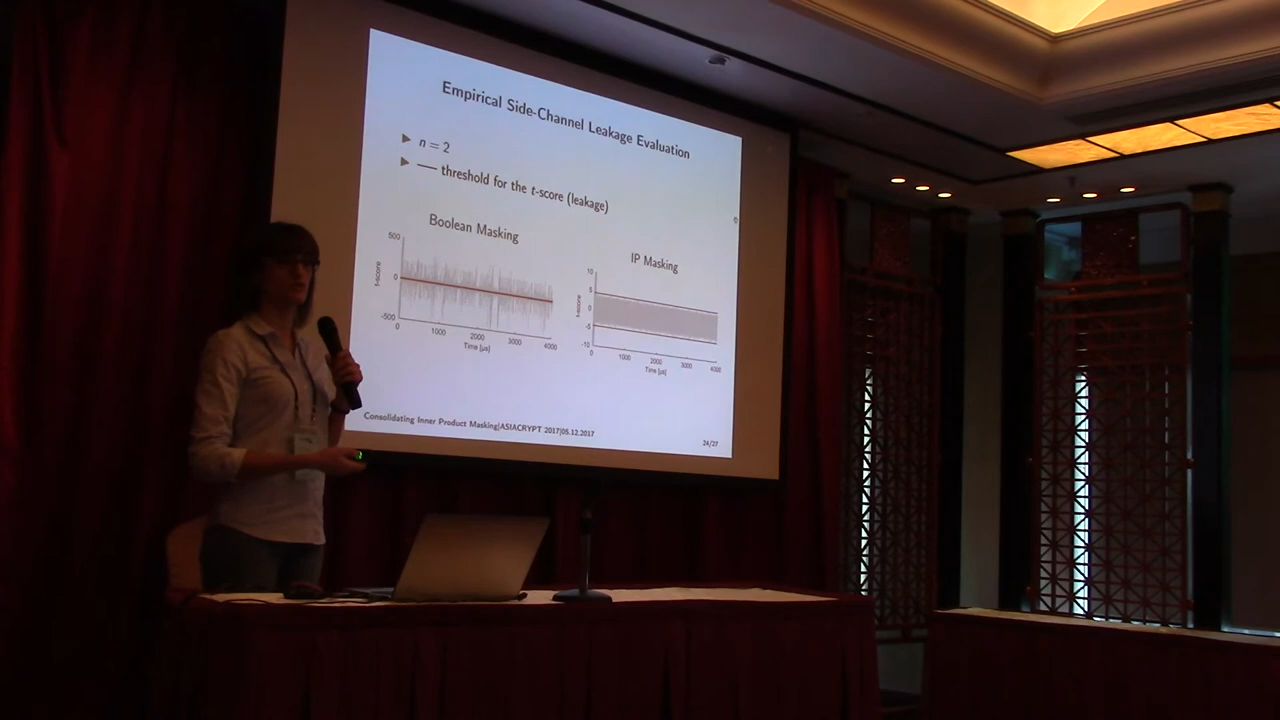 Empirical Side-Channel Leakage Evaluation
n = 2
threshold for the t-score (leakage)
Boolean Masking
500
t-score
0
-500
0 1000 2000 3000 4000
Time [µs]
IP Masking
10
5
t-score
0
-5
-10
0 1000 2000 3000 4000
Time [µs]
Consolidating Inner Product Masking|ASIACRYPT 2017|05.12.2017
24/27